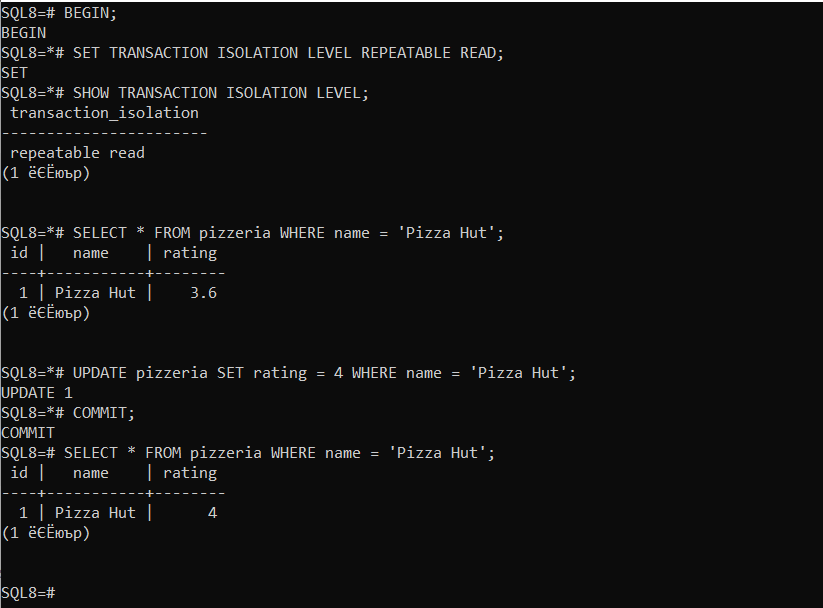 SQL8=# BEGIN;
BEGIN
SQL8=*# SET TRANSACTION ISOLATION LEVEL REPEATABLE READ;
SET
SQL8=*# SHOW TRANSACTION ISOLATION LEVEL;
 transaction_isolation
-----------------------
 repeatable read
(1 ёЄЁюър)
SQL8=*# SELECT * FROM pizzeria WHERE name = 'Pizza Hut';
 id |   name    | rating
----+-----------+--------
  1 | Pizza Hut |    3.6
(1 ёЄЁюър)
SQL8=*# UPDATE pizzeria SET rating = 4 WHERE name = 'Pizza Hut';
UPDATE 1
SQL8=*# COMMIT;
COMMIT
SQL8=# SELECT * FROM pizzeria WHERE name = 'Pizza Hut';
 id |   name    | rating
----+-----------+--------
  1 | Pizza Hut |      4
(1 ёЄЁюър)
SQL8=#